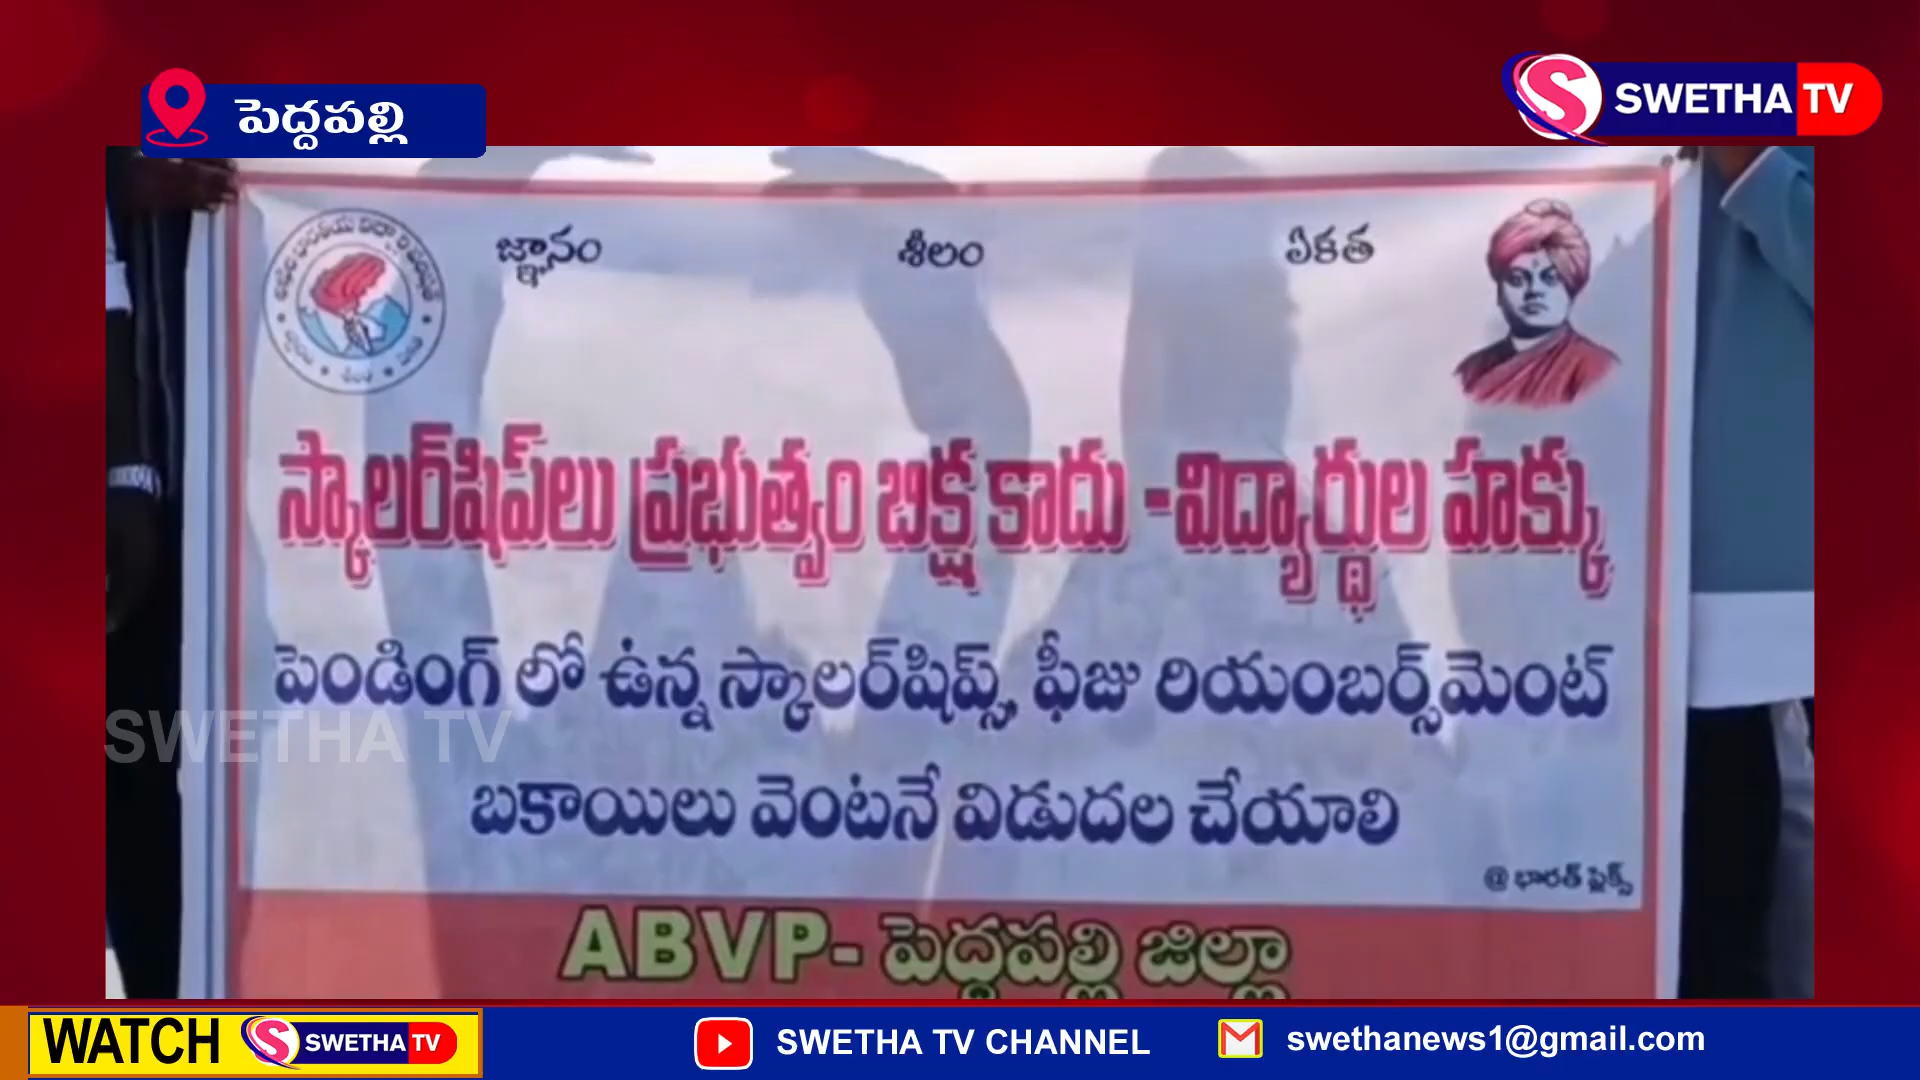 పెద్దపల్లి
SWETHA TV
జ్ఞానం శీలం ఏకత
స్కాలర్‌షిప్‌లు ప్రభుత్వం బిక్ష కాదు -విద్యార్థుల హక్కు
పెండింగ్ లో ఉన్న స్కాలర్‌షిప్స్, ఫీజు రియంబర్స్‌మెంట్
SWETHA TV
బకాయిలు వెంటనే విడుదల చేయాలి
@ భారత్ ఫ్లెక్స్
ABVP- పెద్దపల్లి జిల్లా
WATCH SWETHA TV SWETHA TV CHANNEL swethanews1@gmail.com